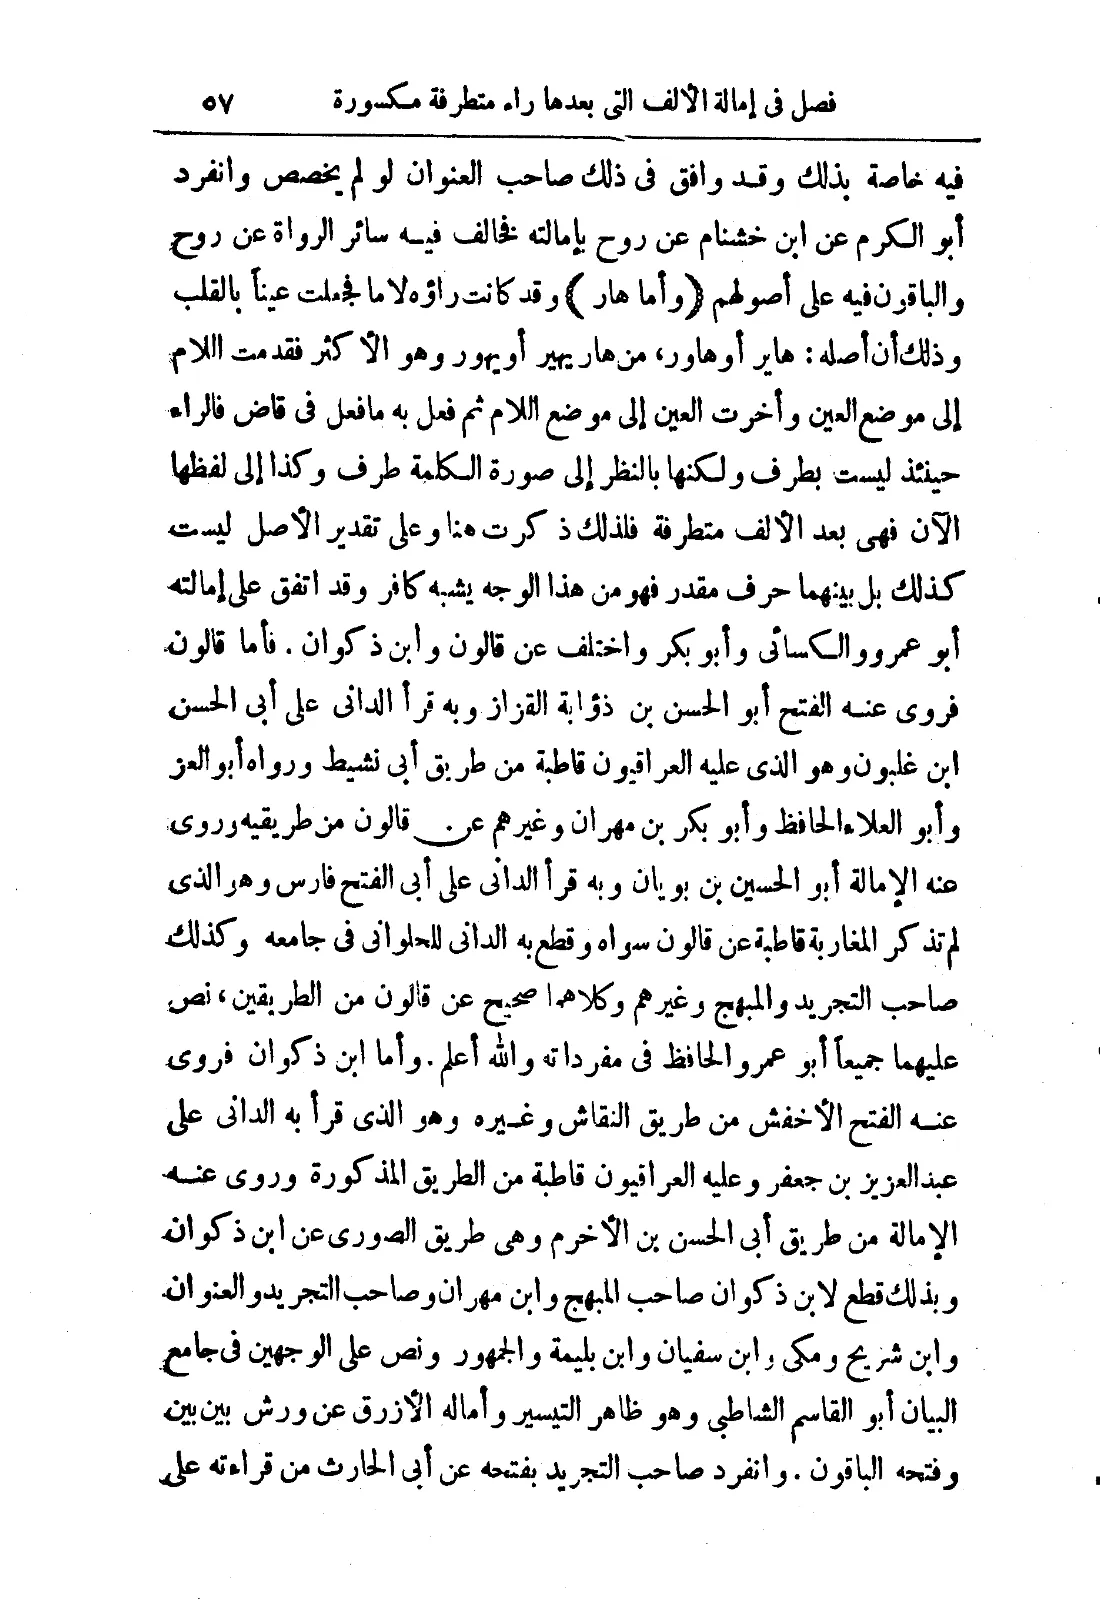 فصل فى إمالة الألف التى بعدها راء متطرفة مكسورة ٥٧
فيه خاصة بذلك وقد وافق فى ذلك صاحب العنوان لو لم يخصص وانفرد
أبو الكرم عن ابن خشنام عن روح بإمالته فخالف فيه سائر الرواة عن روح
والباقون فيه على أصولهم (وأما هار) وقد كانت راؤه لاما فجعلت عيناً بالقلب
وذلك أن أصله: هاير أو هاور، من هار يهير أو يهور وهو الأكثر فقدمت اللام
إلى موضع العين وأخرت العين إلى موضع اللام ثم فعل به مافعل فى قاض فالراء
حينئذ ليست بطرف ولكنها بالنظر إلى صورة الكلمة طرف وكذا إلى لفظها
الآن فهى بعد الألف متطرفة فلذلك ذكرت هنا وعلى تقدير الأصل ليست
كذلك بل بينهما حرف مقدر فهو من هذا الوجه يشبه كافر وقد اتفق على إمالته
أبو عمرو والكسائى وأبو بكر واختلف عن قالون وابن ذكوان. فأما قالون
فروى عنه الفتح أبو الحسن بن ذؤابة القزاز وبه قرأ الدانى على أبى الحسن
ابن غلبون وهو الذى عليه العراقيون قاطبة من طريق أبى نشيط ورواه أبو العز
وأبو العلاء الحافظ وأبو بكر بن مهران وغيرهم عن قالون من طريقيه وروى
عنه الإمالة أبو الحسين بن بويان وبه قرأ الدانى على أبى الفتح فارس وهو الذى
لم تذكر المغاربة قاطبة عن قالون سواه وقطع به الدانى للحلوانى فى جامعه وكذلك
صاحب التجريد والمبهج وغيرهم وكلاهما صحيح عن قالون من الطريقين، نص
عليهما جميعاً أبو عمرو الحافظ فى مفرداته والله أعلم. وأما ابن ذكوان فروى
عنه الفتح الأخفش من طريق النقاش وغيره وهو الذى قرأ به الدانى على
عبدالعزيز بن جعفر وعليه العراقيون قاطبة من الطريق المذكورة وروى عنه
الإمالة من طريق أبى الحسن بن الأخرم وهى طريق الصورى عن ابن ذكوان
وبذلك قطع لابن ذكوان صاحب المبهج وابن مهران وصاحب التجريد والعنوان
وابن شريح ومكى وابن سفيان وابن بليمة والجمهور ونص على الوجهين فى جامع
البيان أبو القاسم الشاطبى وهو ظاهر التيسير وأماله الأزرق عن ورش بين بين
وفتحه الباقون. وانفرد صاحب التجريد بفتحه عن أبى الحارث من قراءته على